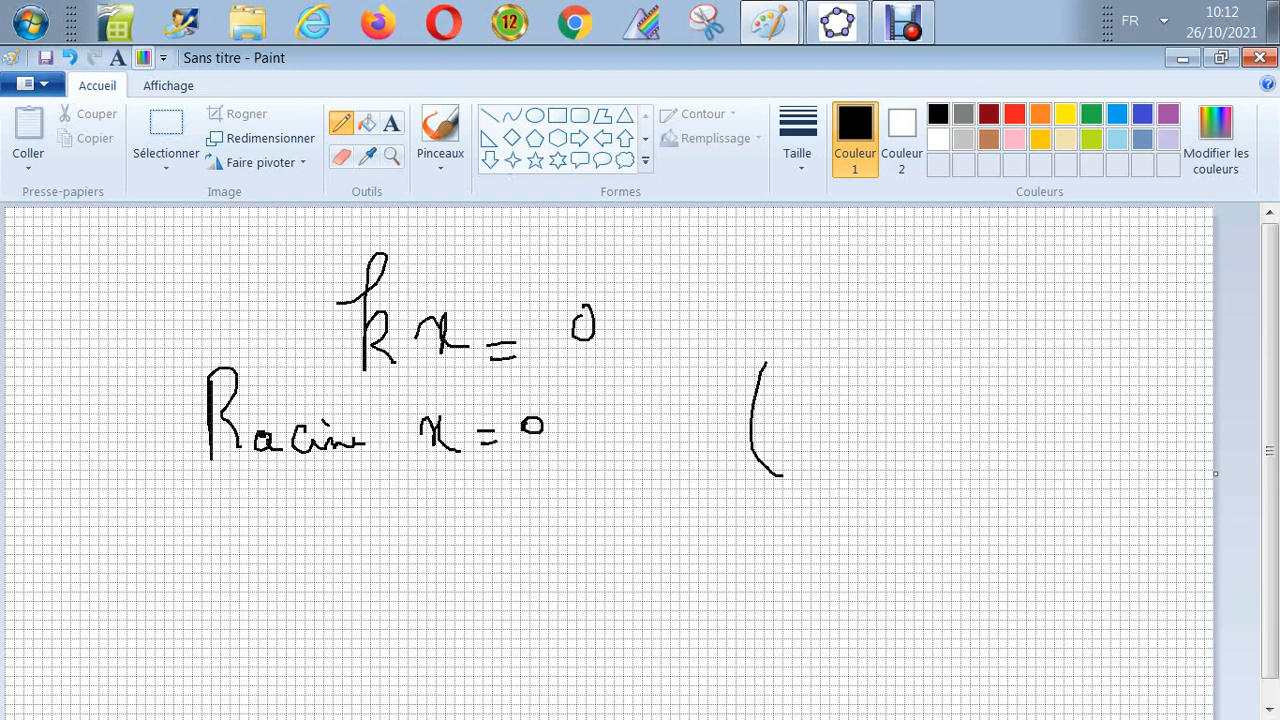 12
FR
10:12
26/10/2021
Sans titre - Paint
Accueil
Affichage
Coller
Couper
Copier
Presse-papiers
Sélectionner
Rogner
Redimensionner
Faire pivoter
Image
Outils
Pinceaux
Contour
Remplissage
Formes
Taille
Couleur 1
Couleur 2
Modifier les couleurs
Couleurs
kx = 0
Racine x = 0 (